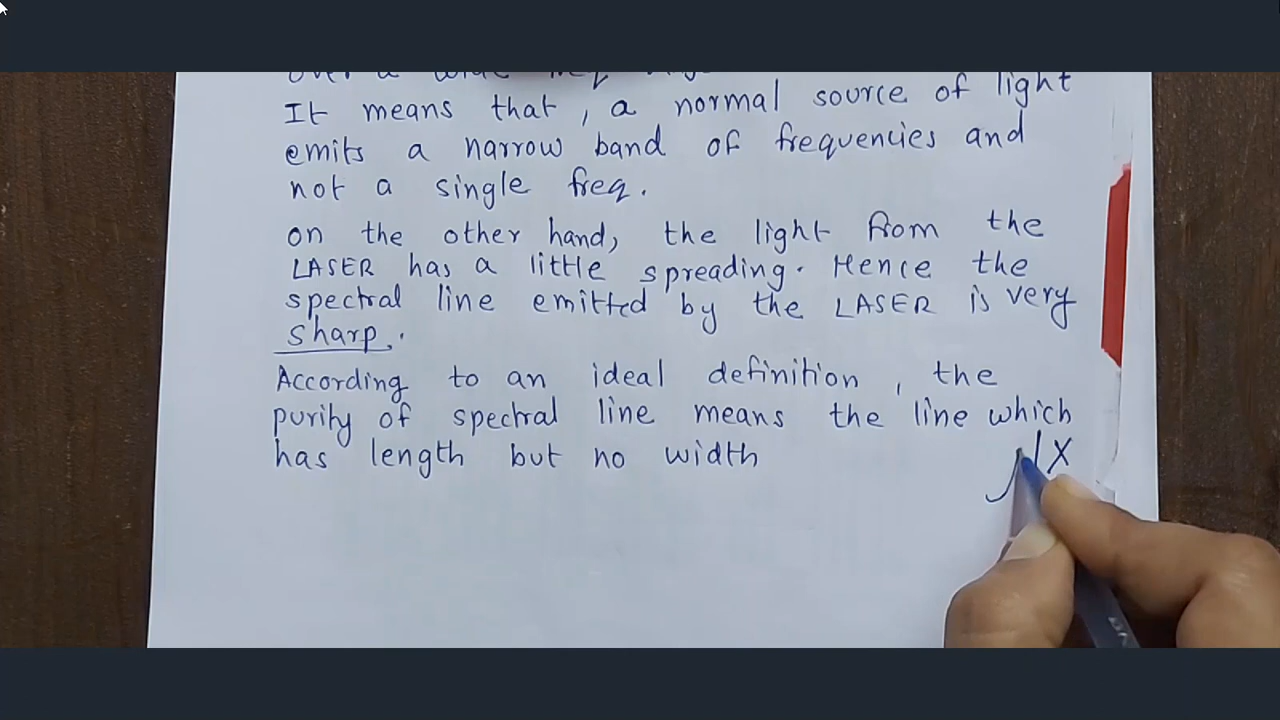 over a
It means that, a normal source of light
emits a narrow band of frequencies and
not a single freq.
on the other hand, the light from the
LASER has a little spreading. Hence the
spectral line emitted by the LASER is very
sharp.
According to an ideal definition, the
purity of spectral line means the line which
has length but no width
X